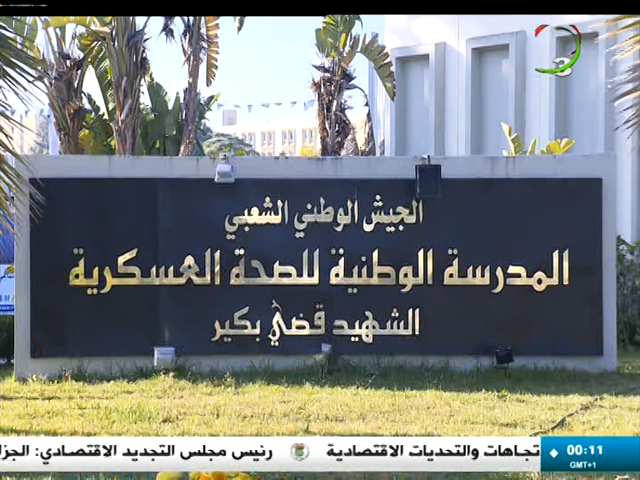 الجيش الوطني الشعبي
المدرسة الوطنية للصحة العسكرية
الشهيد قضي بكير
تجاهات والتحديات الاقتصادية رئيس مجلس التجديد الاقتصادي: الجزا
00:11
GMT+1